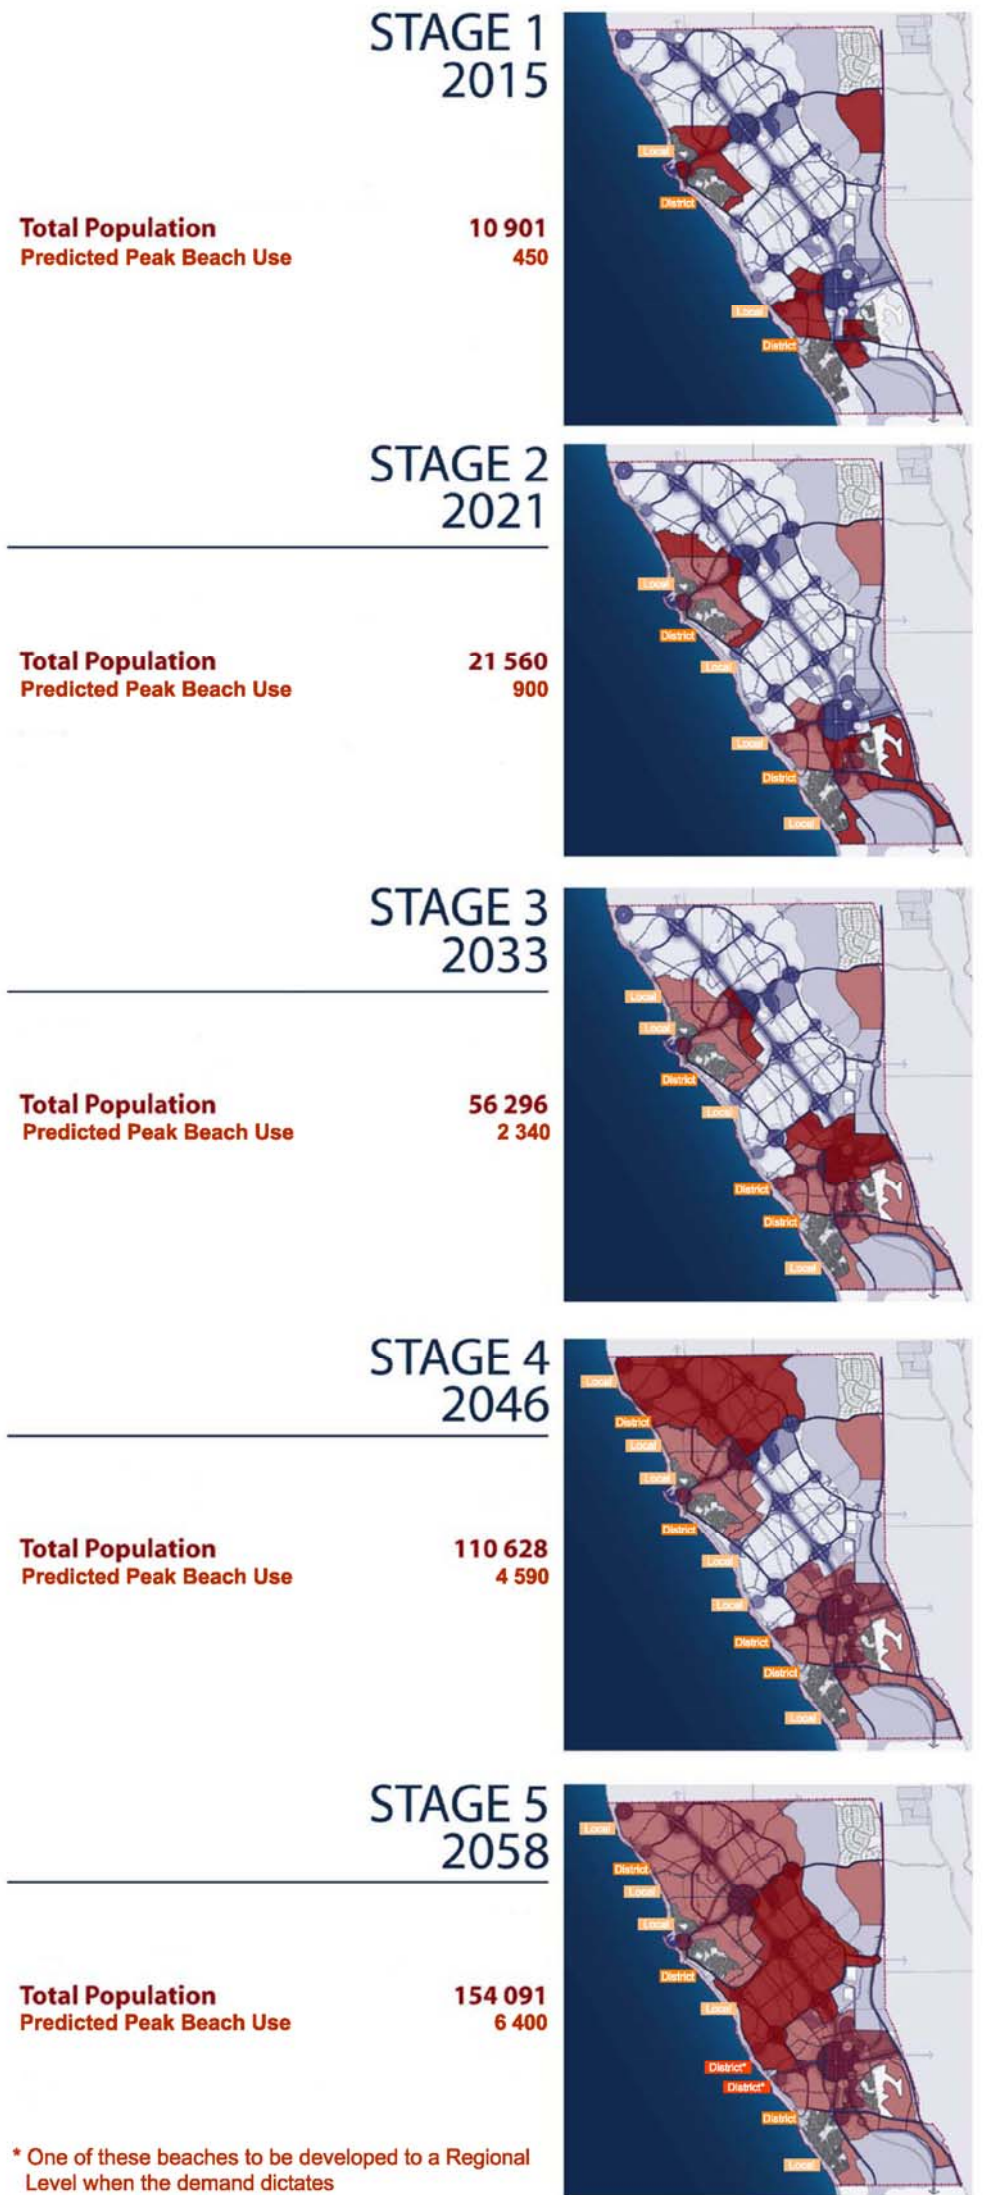 STAGE 1
2015
Total Population 10 901
Predicted Peak Beach Use 450
Local
District
Local
District
STAGE 2
2021
Total Population 21 560
Predicted Peak Beach Use 900
Local
District
Local
Local
District
Local
STAGE 3
2033
Total Population 56 296
Predicted Peak Beach Use 2 340
Local
Local
District
Local
District
District
Local
STAGE 4
2046
Total Population 110 628
Predicted Peak Beach Use 4 590
Local
District
Local
Local
District
Local
Local
District
District
Local
STAGE 5
2058
Total Population 154 091
Predicted Peak Beach Use 6 400
Local
District
Local
Local
District
Local
District*
District*
District
Local
* One of these beaches to be developed to a Regional
Level when the demand dictates